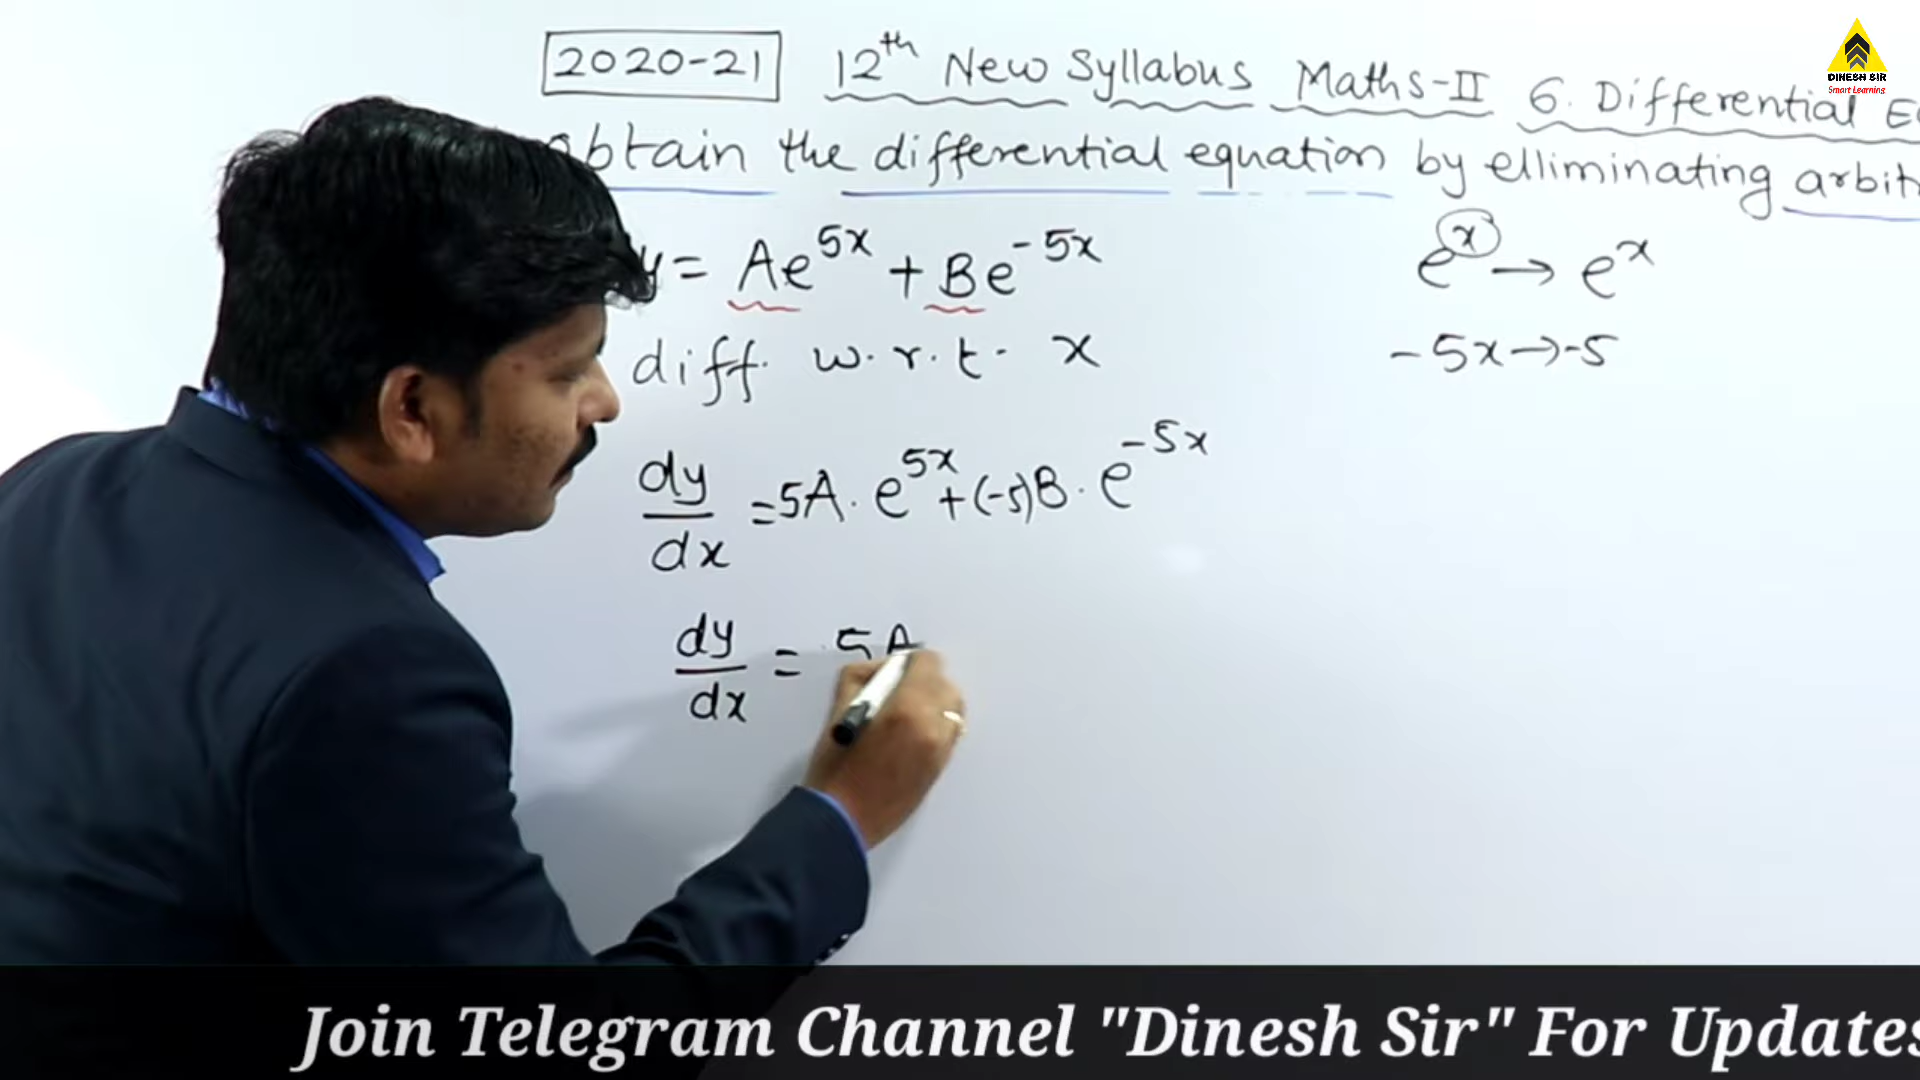 2020-21 12th New Syllabus Maths-II 6. Differential
obtain the differential equation by elliminating
y = Ae^5x + Be^-5x
e^x → e^x
diff. w.r.t. x
-5x → -5
dy/dx = 5A. e^5x + (-5)B. e^-5x
dy/dx = 5A
DINESH SIR
Smart Learning
Join Telegram Channel "Dinesh Sir" For Updates